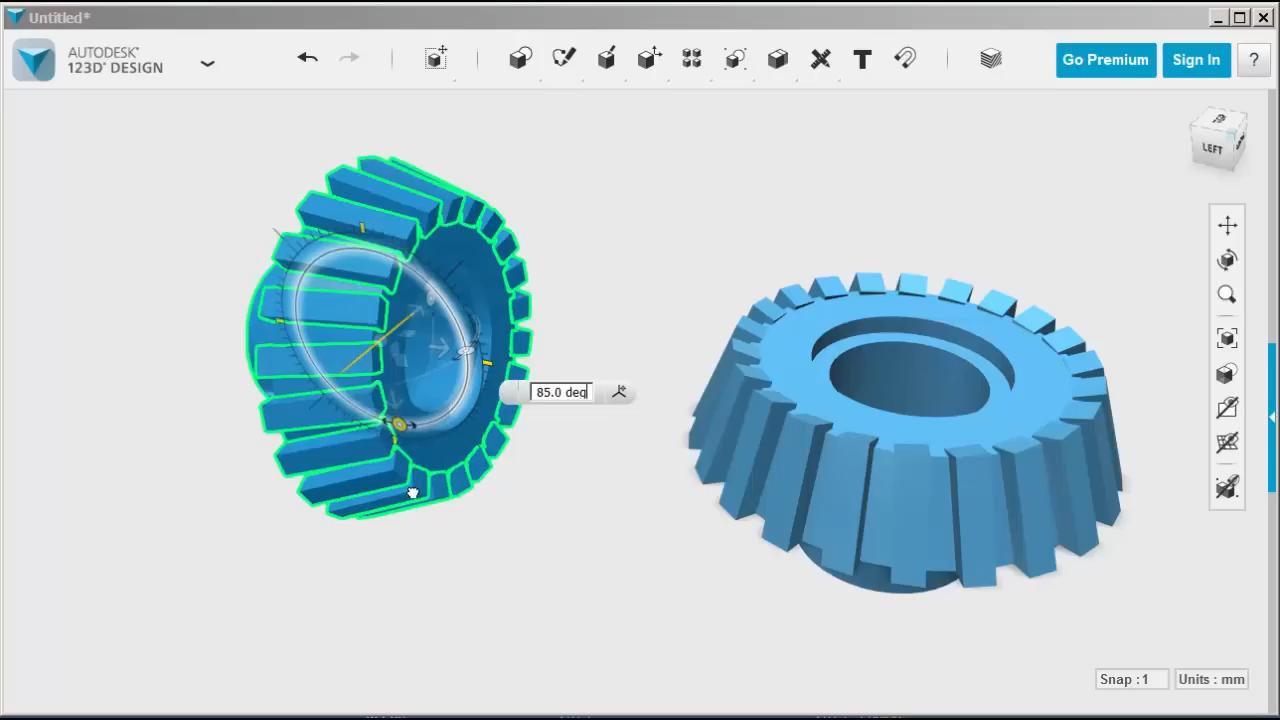 Untitled*
AUTODESK®
123D® DESIGN
Go Premium
Sign In
?
LEFT
85.0 deg
Snap : 1
Units : mm